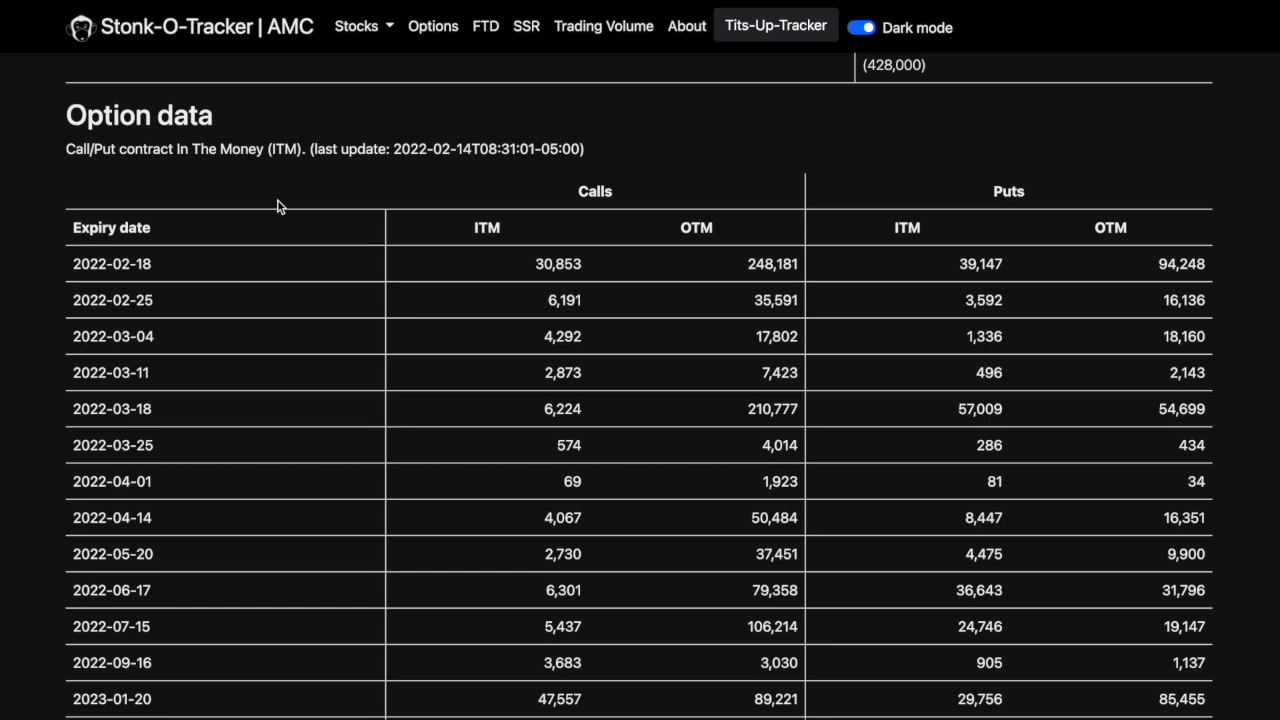 Stonk-O-Tracker | AMC Stocks Options FTD SSR Trading Volume About Tits-Up-Tracker Dark mode
(428,000)
Option data
Call/Put contract In The Money (ITM). (last update: 2022-02-14T08:31:01-05:00)
Calls Puts
Expiry date ITM OTM ITM OTM
2022-02-18 30,853 248,181 39,147 94,248
2022-02-25 6,191 35,591 3,592 16,136
2022-03-04 4,292 17,802 1,336 18,160
2022-03-11 2,873 7,423 496 2,143
2022-03-18 6,224 210,777 57,009 54,699
2022-03-25 574 4,014 286 434
2022-04-01 69 1,923 81 34
2022-04-14 4,067 50,484 8,447 16,351
2022-05-20 2,730 37,451 4,475 9,900
2022-06-17 6,301 79,358 36,643 31,796
2022-07-15 5,437 106,214 24,746 19,147
2022-09-16 3,683 3,030 905 1,137
2023-01-20 47,557 89,221 29,756 85,455